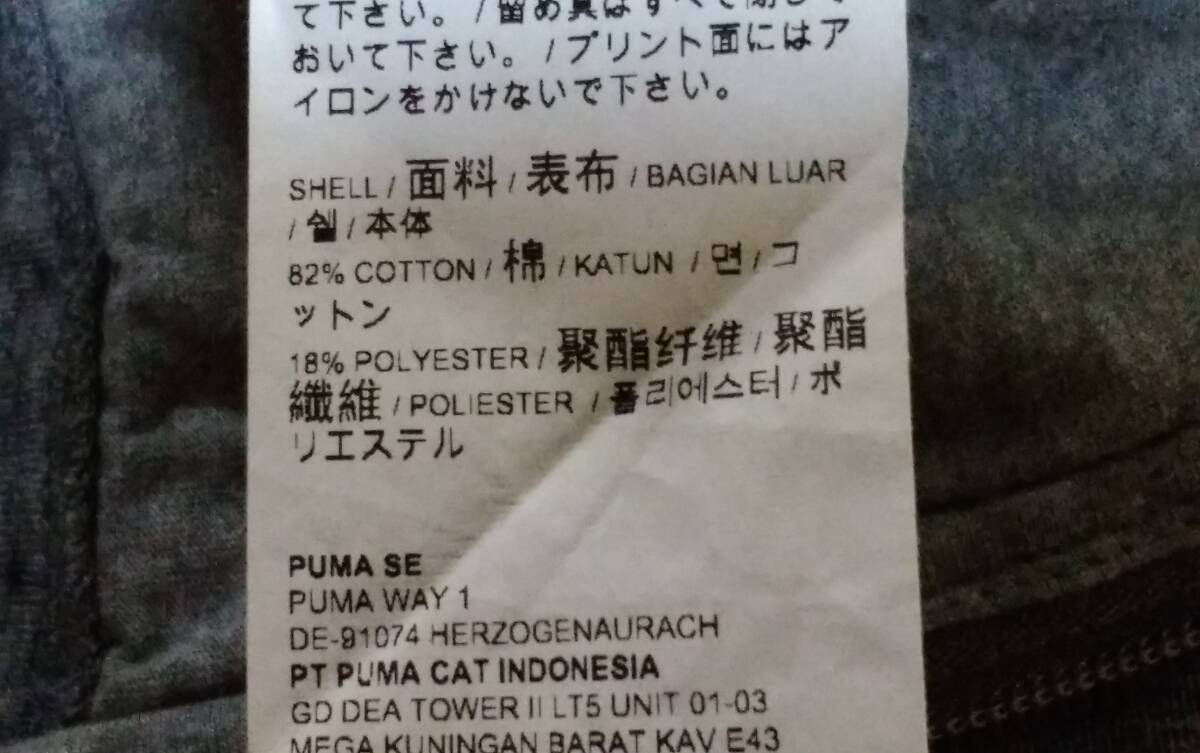 て下さい。 / 留め具はすべて閉じて
おいて下さい。 /プリント面にはア
イロンをかけないで下さい。
SHELL / 面料 / 表布 / BAGIAN LUAR
/ 쉘 / 本体
82% COTTON / 棉 / KATUN / 면 / コ
ットン
18% POLYESTER / 聚酯纤维 / 聚酯
纖維 / POLIESTER / 폴리에스터 / ポ
リエステル
PUMA SE
PUMA WAY 1
DE-91074 HERZOGENAURACH
PT PUMA CAT INDONESIA
GD DEA TOWER II LT5 UNIT 01-03
MEGA KUNINGAN BARAT KAV E43